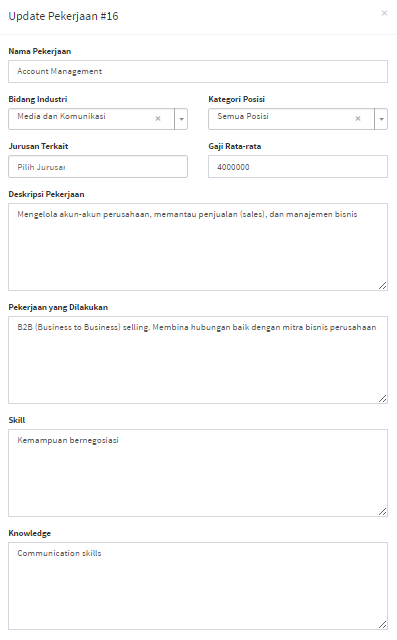 Update Pekerjaan #16
×
Nama Pekerjaan
Account Management
Bidang Industri
Kategori Posisi
Media dan Komunikasi ×
Semua Posisi ×
Jurusan Terkait
Gaji Rata-rata
Pilih Jurusan
4000000
Deskripsi Pekerjaan
Mengelola akun-akun perusahaan, memantau penjualan (sales), dan manajemen bisnis
Pekerjaan yang Dilakukan
B2B (Business to Business) selling. Membina hubungan baik dengan mitra bisnis perusahaan
Skill
Kemampuan bernegosiasi
Knowledge
Communication skills